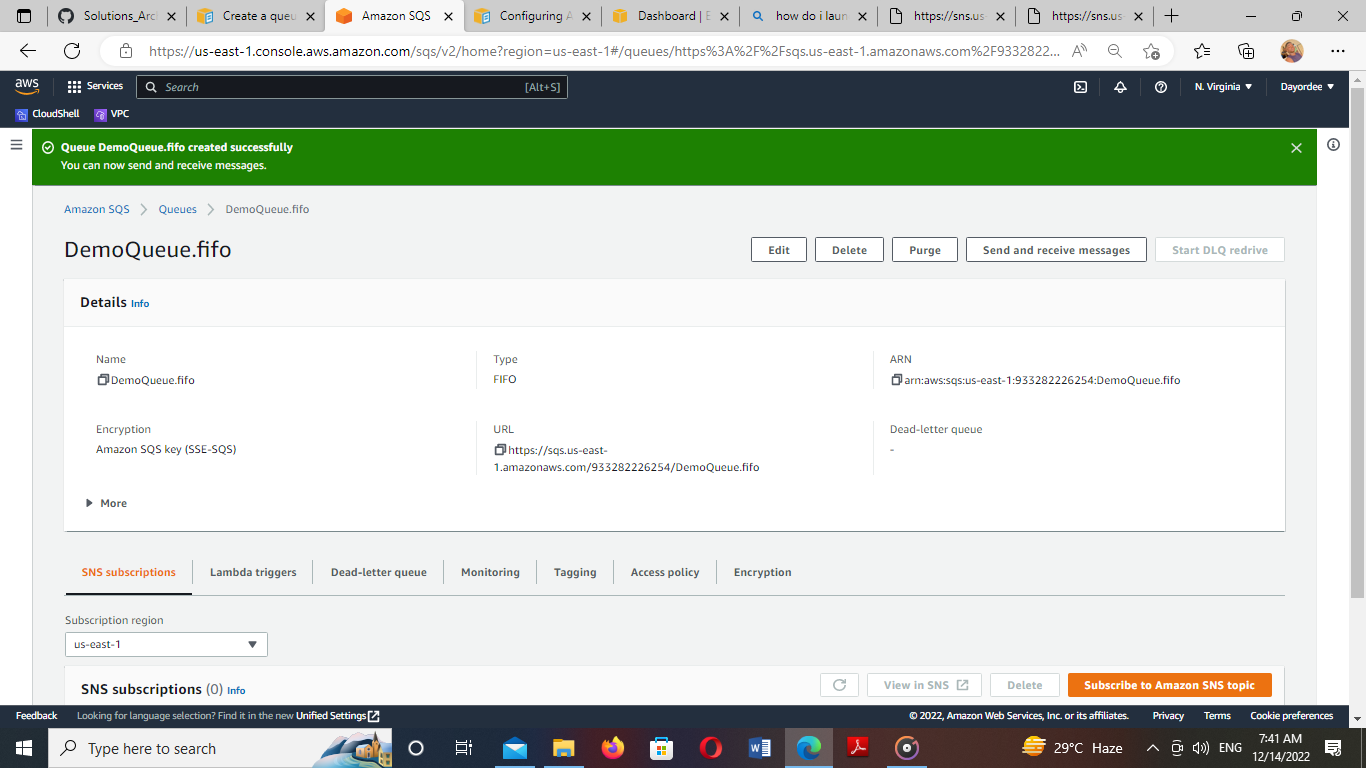 Solutions_Arc
Create a queu
Amazon SQS
Configuring A
Dashboard | E
how do i laun
https://sns.us-
https://sns.us-
https://us-east-1.console.aws.amazon.com/sqs/v2/home?region=us-east-1#/queues/https%3A%2F%2Fsqs.us-east-1.amazonaws.com%2F9332822...
aws
Services
Search
[Alt+S]
N. Virginia
Dayordee
CloudShell
VPC
Queue DemoQueue.fifo created successfully
You can now send and receive messages.
Amazon SQS
Queues
DemoQueue.fifo
DemoQueue.fifo
Edit
Delete
Purge
Send and receive messages
Start DLQ redrive
Details Info
Name
DemoQueue.fifo
Type
FIFO
ARN
arn:aws:sqs:us-east-1:933282226254:DemoQueue.fifo
Encryption
Amazon SQS key (SSE-SQS)
URL
https://sqs.us-east-
1.amazonaws.com/933282226254/DemoQueue.fifo
Dead-letter queue
-
More
SNS subscriptions
Lambda triggers
Dead-letter queue
Monitoring
Tagging
Access policy
Encryption
Subscription region
us-east-1
SNS subscriptions (0) Info
View in SNS
Delete
Subscribe to Amazon SNS topic
Feedback
Looking for language selection? Find it in the new Unified Settings
© 2022, Amazon Web Services, Inc. or its affiliates.
Privacy
Terms
Cookie preferences
Type here to search
29°C Haze
ENG
7:41 AM
12/14/2022